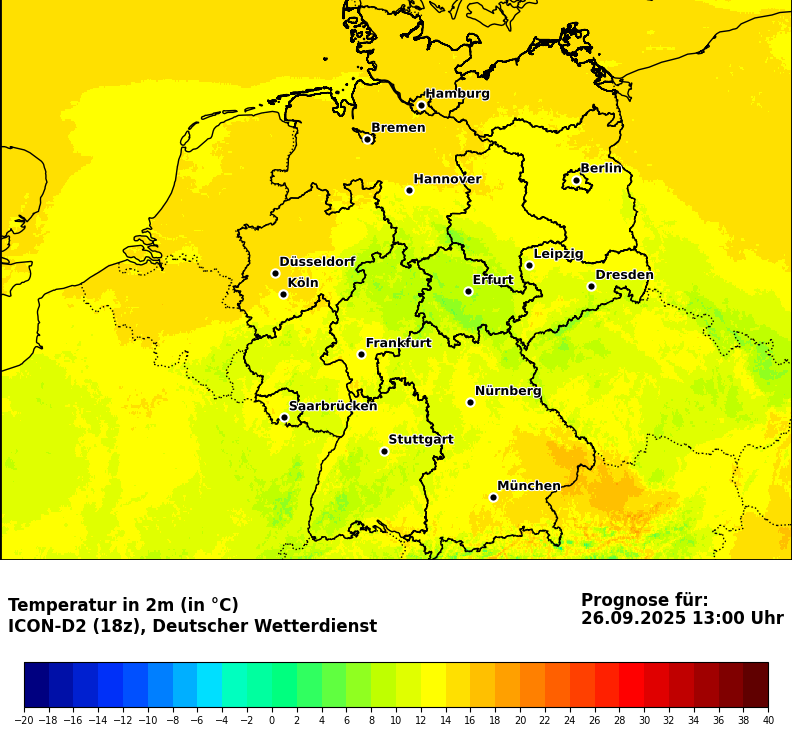 Hamburg
Bremen
Berlin
Hannover
Leipzig
Düsseldorf
Dresden
Köln
Erfurt
Frankfurt
Nürnberg
Saarbrücken
Stuttgart
München
Temperatur in 2m (in °C)
ICON-D2 (18z), Deutscher Wetterdienst
Prognose für:
26.09.2025 13:00 Uhr
−20 −18 −16 −14 −12 −10 −8 −6 −4 −2 0 2 4 6 8 10 12 14 16 18 20 22 24 26 28 30 32 34 36 38 40